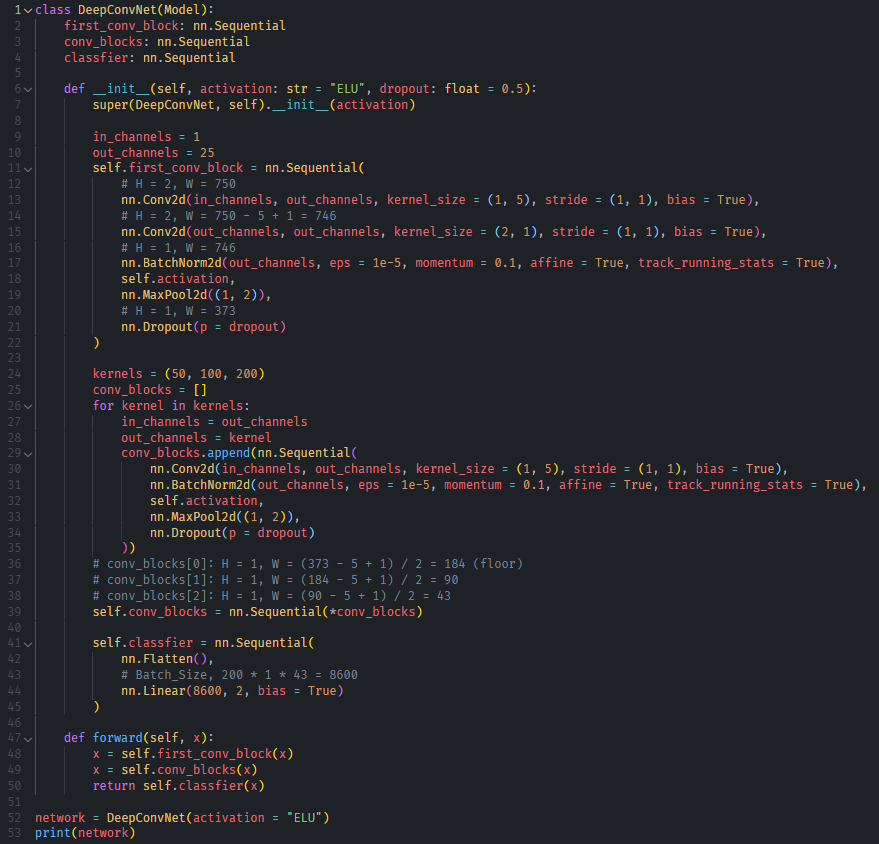 1 class DeepConvNet(Model):
2     first_conv_block: nn.Sequential
3     conv_blocks: nn.Sequential
4     classfier: nn.Sequential
5
6     def __init__(self, activation: str = "ELU", dropout: float = 0.5):
7         super(DeepConvNet, self).__init__(activation)
8
9         in_channels = 1
10         out_channels = 25
11         self.first_conv_block = nn.Sequential(
12             # H = 2, W = 750
13             nn.Conv2d(in_channels, out_channels, kernel_size = (1, 5), stride = (1, 1), bias = True),
14             # H = 2, W = 750 - 5 + 1 = 746
15             nn.Conv2d(out_channels, out_channels, kernel_size = (2, 1), stride = (1, 1), bias = True),
16             # H = 1, W = 746
17             nn.BatchNorm2d(out_channels, eps = 1e-5, momentum = 0.1, affine = True, track_running_stats = True),
18             self.activation,
19             nn.MaxPool2d((1, 2)),
20             # H = 1, W = 373
21             nn.Dropout(p = dropout)
22         )
23
24         kernels = (50, 100, 200)
25         conv_blocks = []
26         for kernel in kernels:
27             in_channels = out_channels
28             out_channels = kernel
29             conv_blocks.append(nn.Sequential(
30                 nn.Conv2d(in_channels, out_channels, kernel_size = (1, 5), stride = (1, 1), bias = True),
31                 nn.BatchNorm2d(out_channels, eps = 1e-5, momentum = 0.1, affine = True, track_running_stats = True),
32                 self.activation,
33                 nn.MaxPool2d((1, 2)),
34                 nn.Dropout(p = dropout)
35             ))
36         # conv_blocks[0]: H = 1, W = (373 - 5 + 1) / 2 = 184 (floor)
37         # conv_blocks[1]: H = 1, W = (184 - 5 + 1) / 2 = 90
38         # conv_blocks[2]: H = 1, W = (90 - 5 + 1) / 2 = 43
39         self.conv_blocks = nn.Sequential(*conv_blocks)
40
41         self.classfier = nn.Sequential(
42             nn.Flatten(),
43             # Batch_Size, 200 * 1 * 43 = 8600
44             nn.Linear(8600, 2, bias = True)
45         )
46
47     def forward(self, x):
48         x = self.first_conv_block(x)
49         x = self.conv_blocks(x)
50         return self.classfier(x)
51
52 network = DeepConvNet(activation = "ELU")
53 print(network)